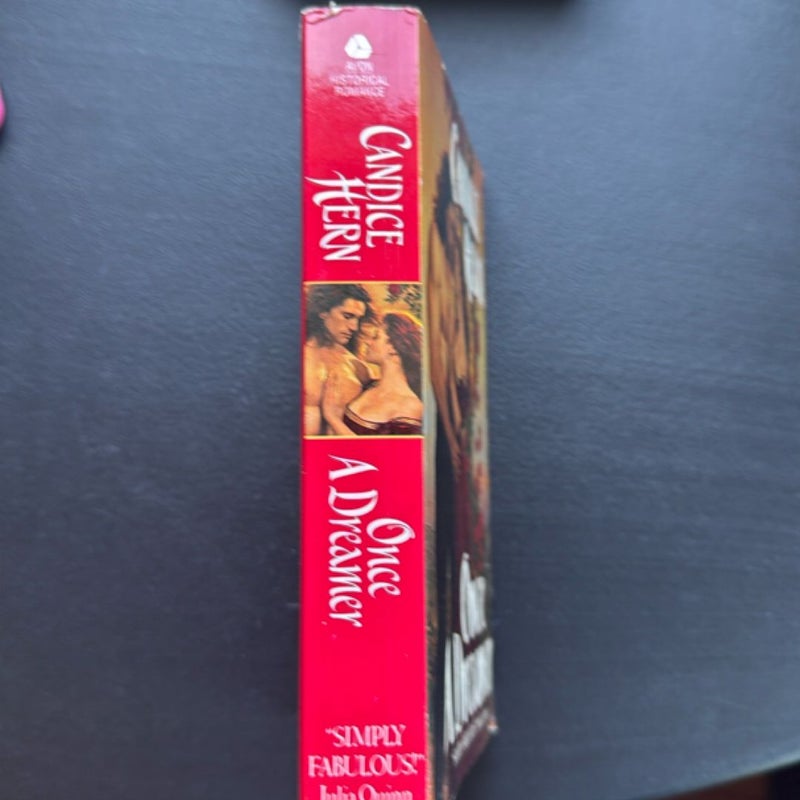 AVON
HISTORICAL
ROMANCE
CANDICE
HERN
Once
A Dreamer
"SIMPLY
FABULOUS!"
Julia Quinn